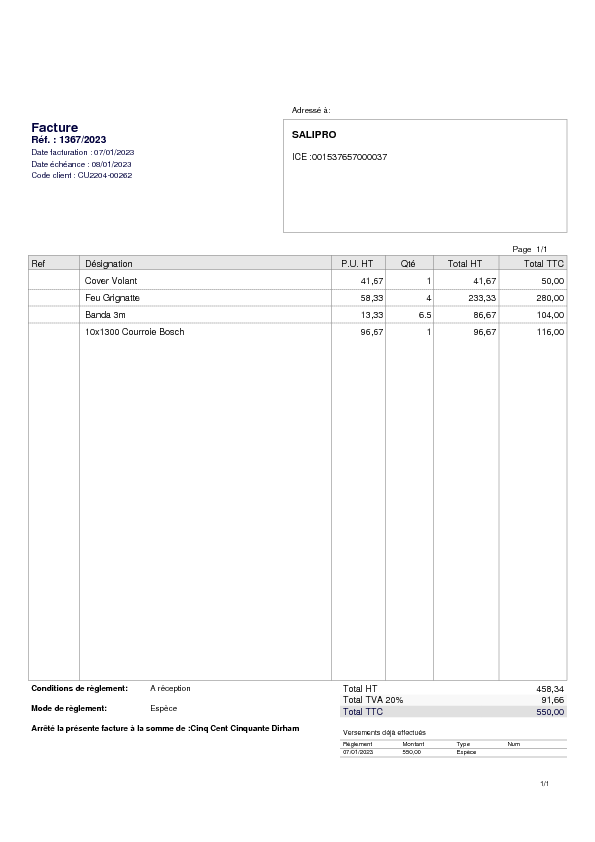 Adressé à:
Facture
Réf. : 1367/2023
Date facturation : 07/01/2023
Date échéance : 08/01/2023
Code client : CU2204-00262
SALIPRO
ICE :001537657000037
Page 1/1
Ref Désignation P.U. HT Qté Total HT Total TTC
Cover Volant 41,67 1 41,67 50,00
Feu Grignatte 58,33 4 233,33 280,00
Banda 3m 13,33 6.5 86,67 104,00
10x1300 Courroie Bosch 96,67 1 96,67 116,00
Conditions de règlement: A réception
Total HT 458,34
Total TVA 20% 91,66
Mode de règlement: Espèce
Total TTC 550,00
Arrêté la présente facture à la somme de :Cinq Cent Cinquante Dirham
Versements déjà effectués
Règlement Montant Type Num
07/01/2023 550,00 Espèce
1/1